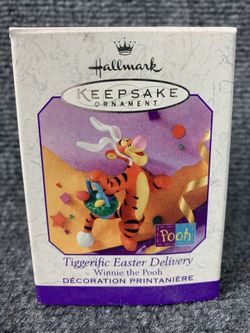 Hallmark
KEEPSAKE
ORNAMENT
Pooh
Tiggerific Easter Delivery
Winnie the Pooh
DÉCORATION PRINTANIÈRE